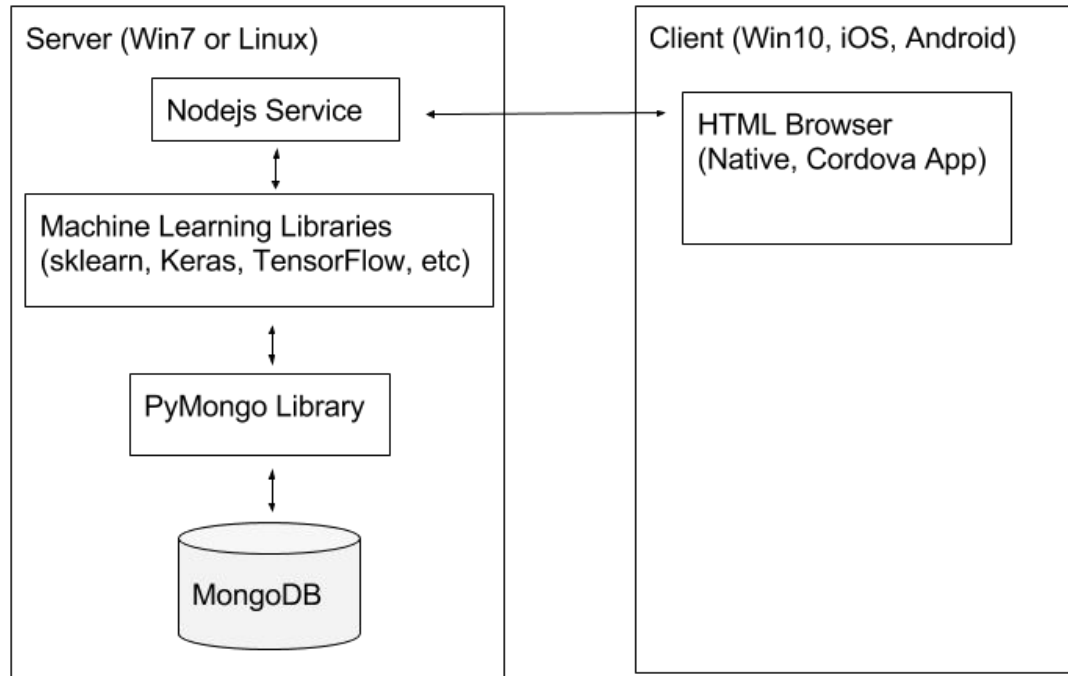 Server (Win7 or Linux)
Nodejs Service
Machine Learning Libraries
(sklearn, Keras, TensorFlow, etc)
PyMongo Library
MongoDB
Client (Win10, iOS, Android)
HTML Browser
(Native, Cordova App)